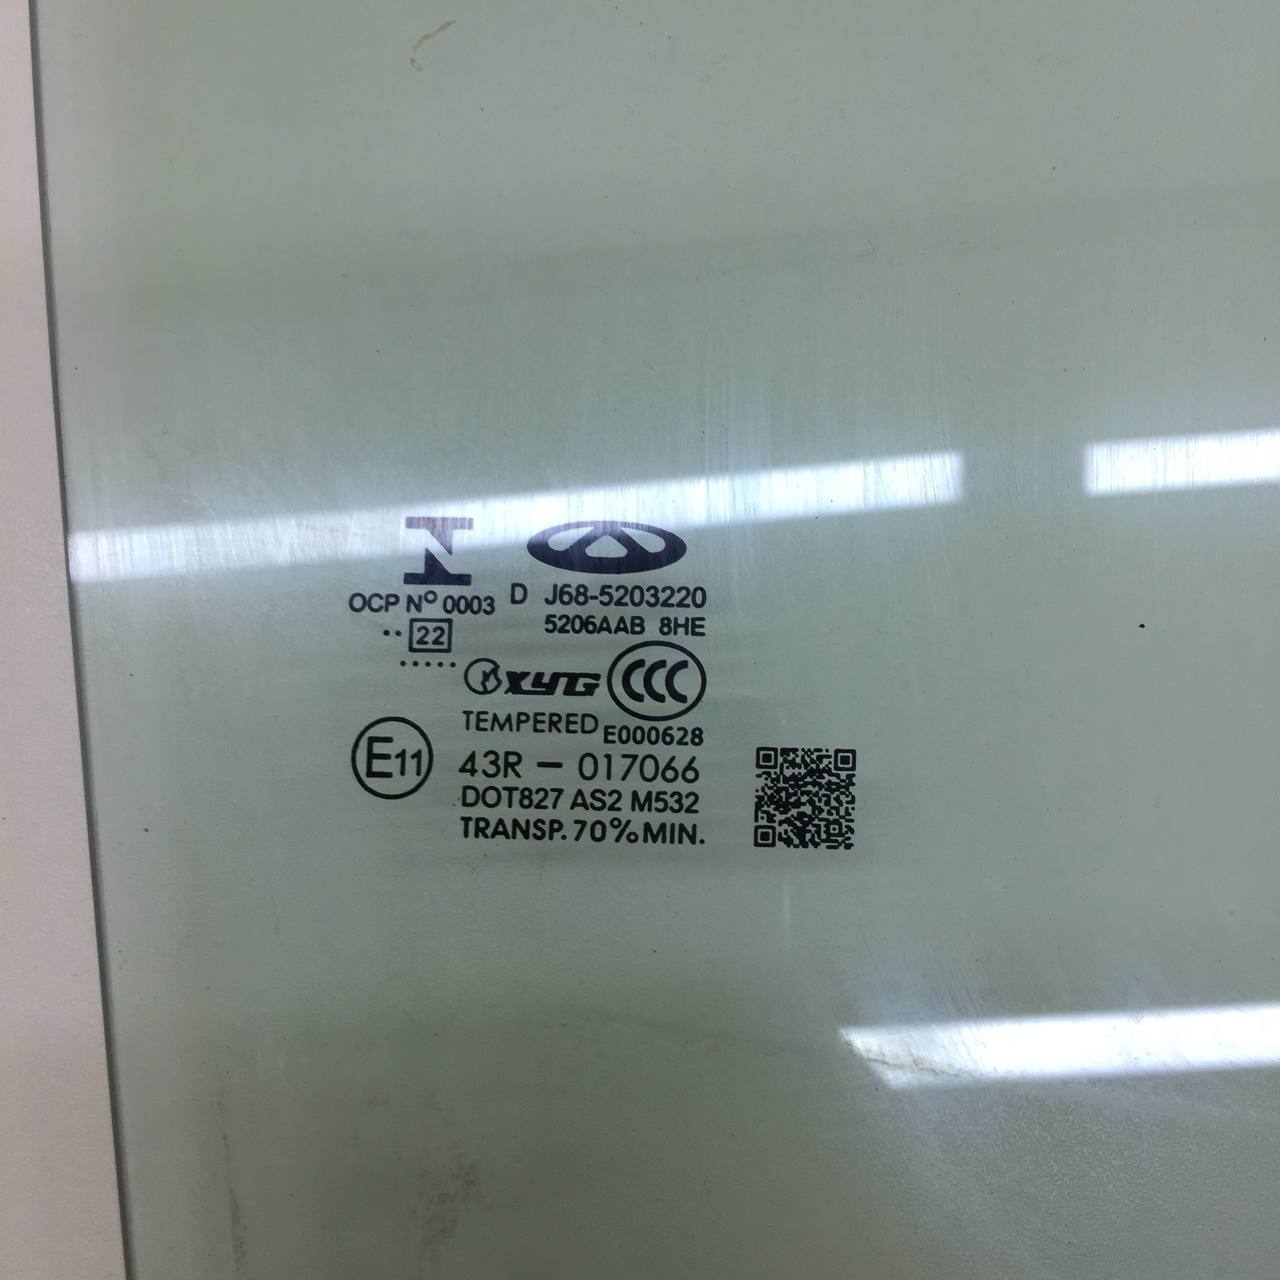 N
OCP Nº 0003 D J68-5203220
22 5206AAB 8HE
XYG CCC
TEMPERED E000628
E11 43R - 017066
DOT827 AS2 M532
TRANSP. 70% MIN.